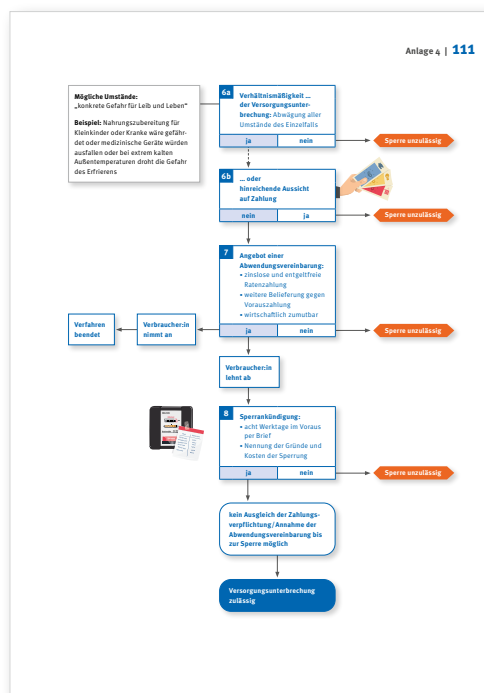 Anlage 4 | 111
Mögliche Umstände:
„konkrete Gefahr für Leib und Leben“
Beispiel: Nahrungszubereitung für
Kleinkinder oder Kranke wäre gefähr-
det oder medizinische Geräte würden
ausfallen oder bei extrem kalten
Außentemperaturen droht die Gefahr
des Erfrierens
6a
Verhältnismäßigkeit ...
der Versorgungsunter-
brechung: Abwägung aller
Umstände des Einzelfalls
ja nein
Sperre unzulässig
6b
... oder
hinreichende Aussicht
auf Zahlung
nein ja
Sperre unzulässig
7
Angebot einer
Abwendungsvereinbarung:
• zinslose und entgeltfreie
Ratenzahlung
• weitere Belieferung gegen
Vorauszahlung
• wirtschaftlich zumutbar
ja nein
Sperre unzulässig
Verbraucher:in
nimmt an
Verfahren
beendet
Verbraucher:in
lehnt ab
8
Sperrankündigung:
• acht Werktage im Voraus
per Brief
• Nennung der Gründe und
Kosten der Sperrung
ja nein
Sperre unzulässig
kein Ausgleich der Zahlungs-
verpflichtung/Annahme der
Abwendungsvereinbarung bis
zur Sperre möglich
Versorgungsunterbrechung
zulässig